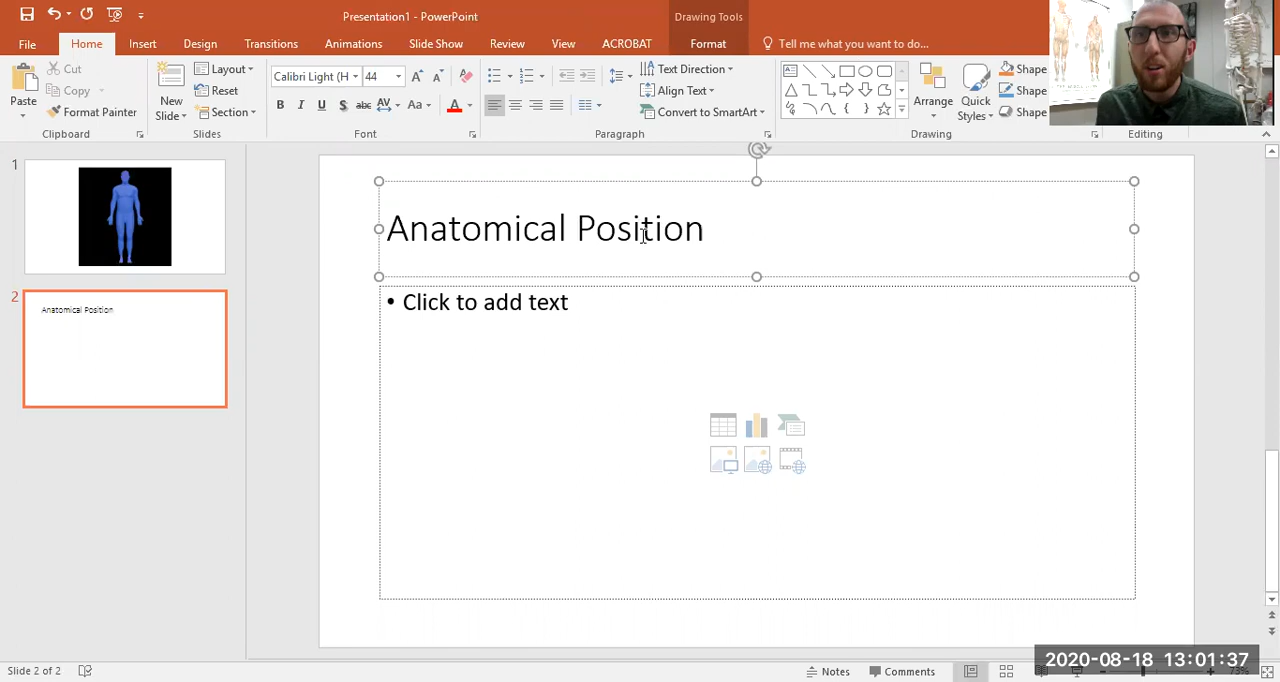 Presentation1 - PowerPoint
Drawing Tools
File Home Insert Design Transitions Animations Slide Show Review View ACROBAT Format Tell me what you want to do...
Paste
Cut
Copy
Format Painter
Clipboard
New
Slide
Layout
Reset
Section
Slides
Calibri Light (H 44
B I U S abc AV Aa A
Font
Text Direction
Align Text
Convert to SmartArt
Paragraph
Arrange
Quick
Styles
Shape
Shape
Shape
Drawing
Editing
1
2
Anatomical Position
Anatomical Position
• Click to add text
Slide 2 of 2
Notes
Comments
73%
2020-08-18 13:01:37